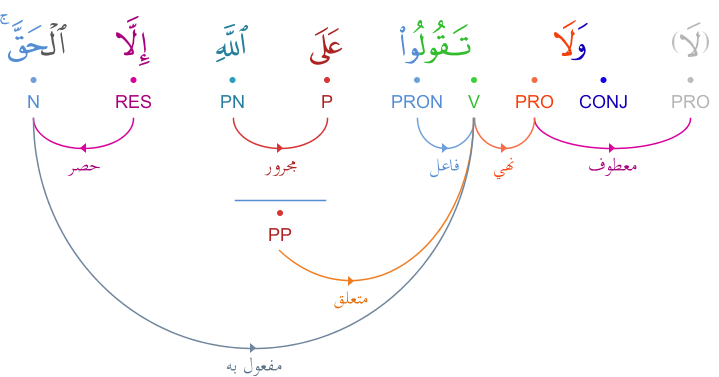 (لَا) وَلَا تَقُولُوا۟ عَلَى ٱللَّهِ إِلَّا ٱلْحَقَّ ۚ
PRO CONJ PRO V PRON P PN RES N
معطوف نهي فاعل مجرور حصر
PP
متعلق
مفعول به